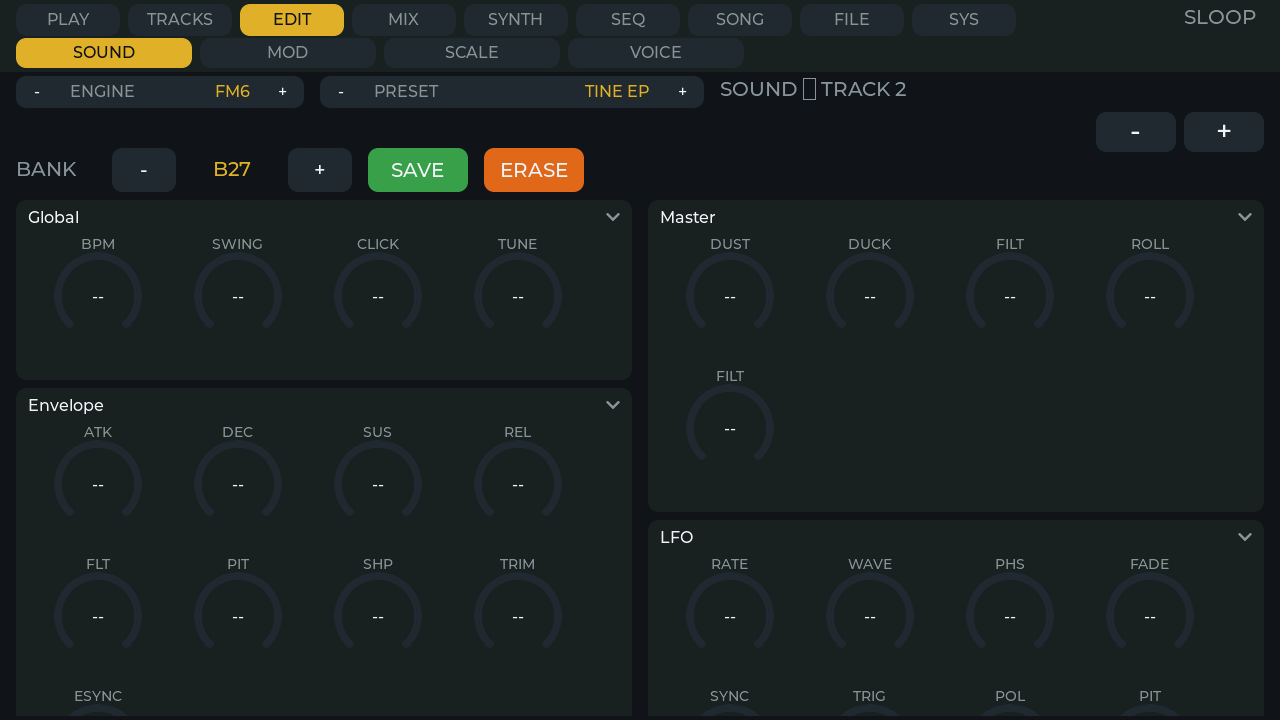 PLAY TRACKS EDIT MIX SYNTH SEQ SONG FILE SYS SLOOP
SOUND MOD SCALE VOICE
- ENGINE FM6 + - PRESET TINE EP + SOUND TRACK 2
- +
BANK - B27 + SAVE ERASE
Global
BPM SWING CLICK TUNE
-- -- -- --
Master
DUST DUCK FILT ROLL
-- -- -- --
FILT
--
Envelope
ATK DEC SUS REL
-- -- -- --
FLT PIT SHP TRIM
-- -- -- --
ESYNC
LFO
RATE WAVE PHS FADE
-- -- -- --
SYNC TRIG POL PIT